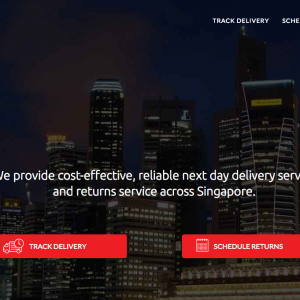 TRACK DELIVERY SCHE
We provide cost-effective, reliable next day delivery serv
and returns service across Singapore.
TRACK DELIVERY SCHEDULE RETURNS